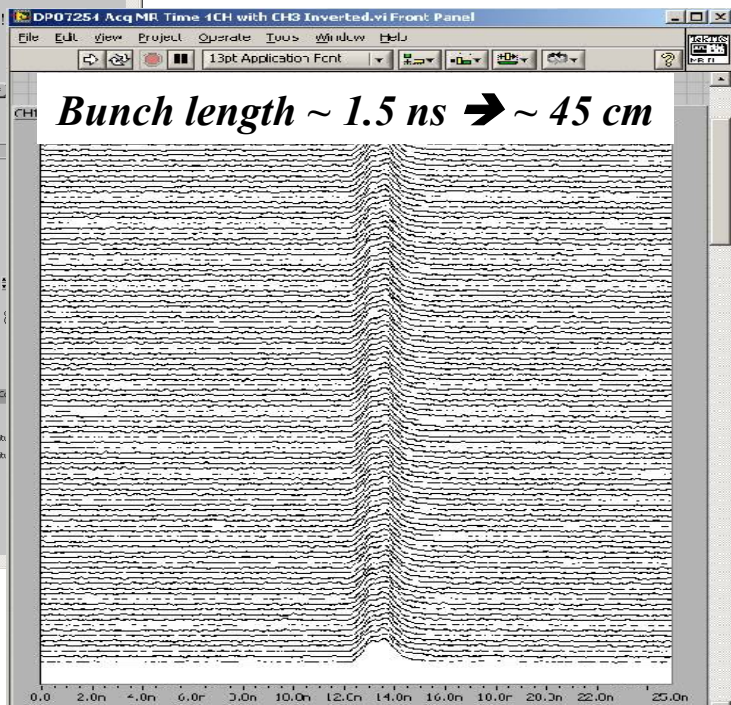 DPO7254 Acq MR Time 4CH with CH3 Inverted.vi Front Panel
File Edit View Project Operate Tools Window Help
13pt Application Font
Bunch length ~ 1.5 ns ➔ ~ 45 cm
CH1
0.0 2.0n 4.0n 6.0n 8.0n 10.0n 12.0n 14.0n 16.0n 18.0n 20.0n 22.0n 25.0n